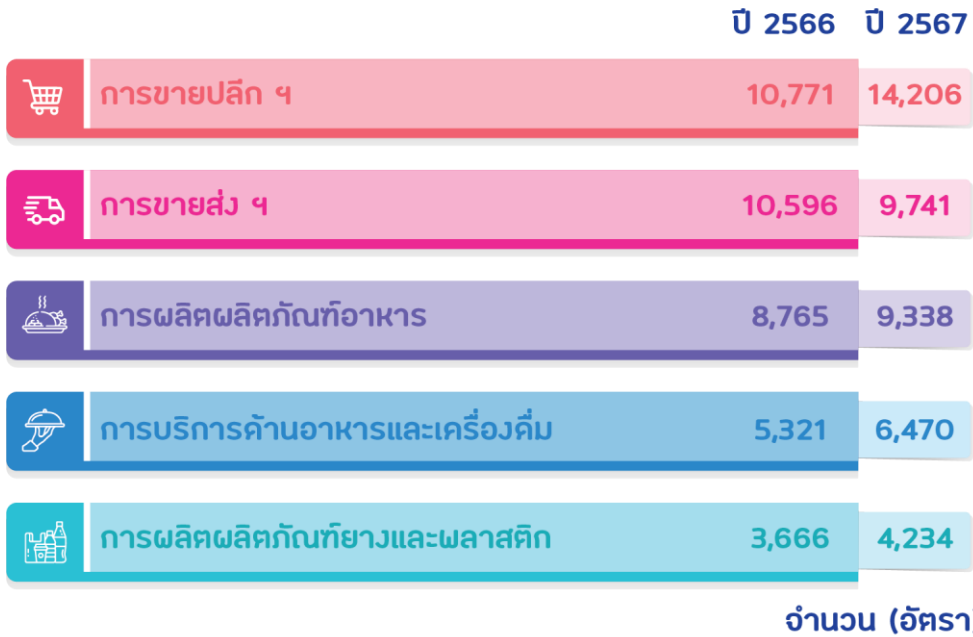 ปี 2566 ปี 2567
การขายปลีก ฯ 10,771 14,206
การขายส่ง ฯ 10,596 9,741
การผลิตผลิตภัณฑ์อาหาร 8,765 9,338
การบริการด้านอาหารและเครื่องดื่ม 5,321 6,470
การผลิตผลิตภัณฑ์ยางและพลาสติก 3,666 4,234
จำนวน (อัตรา)